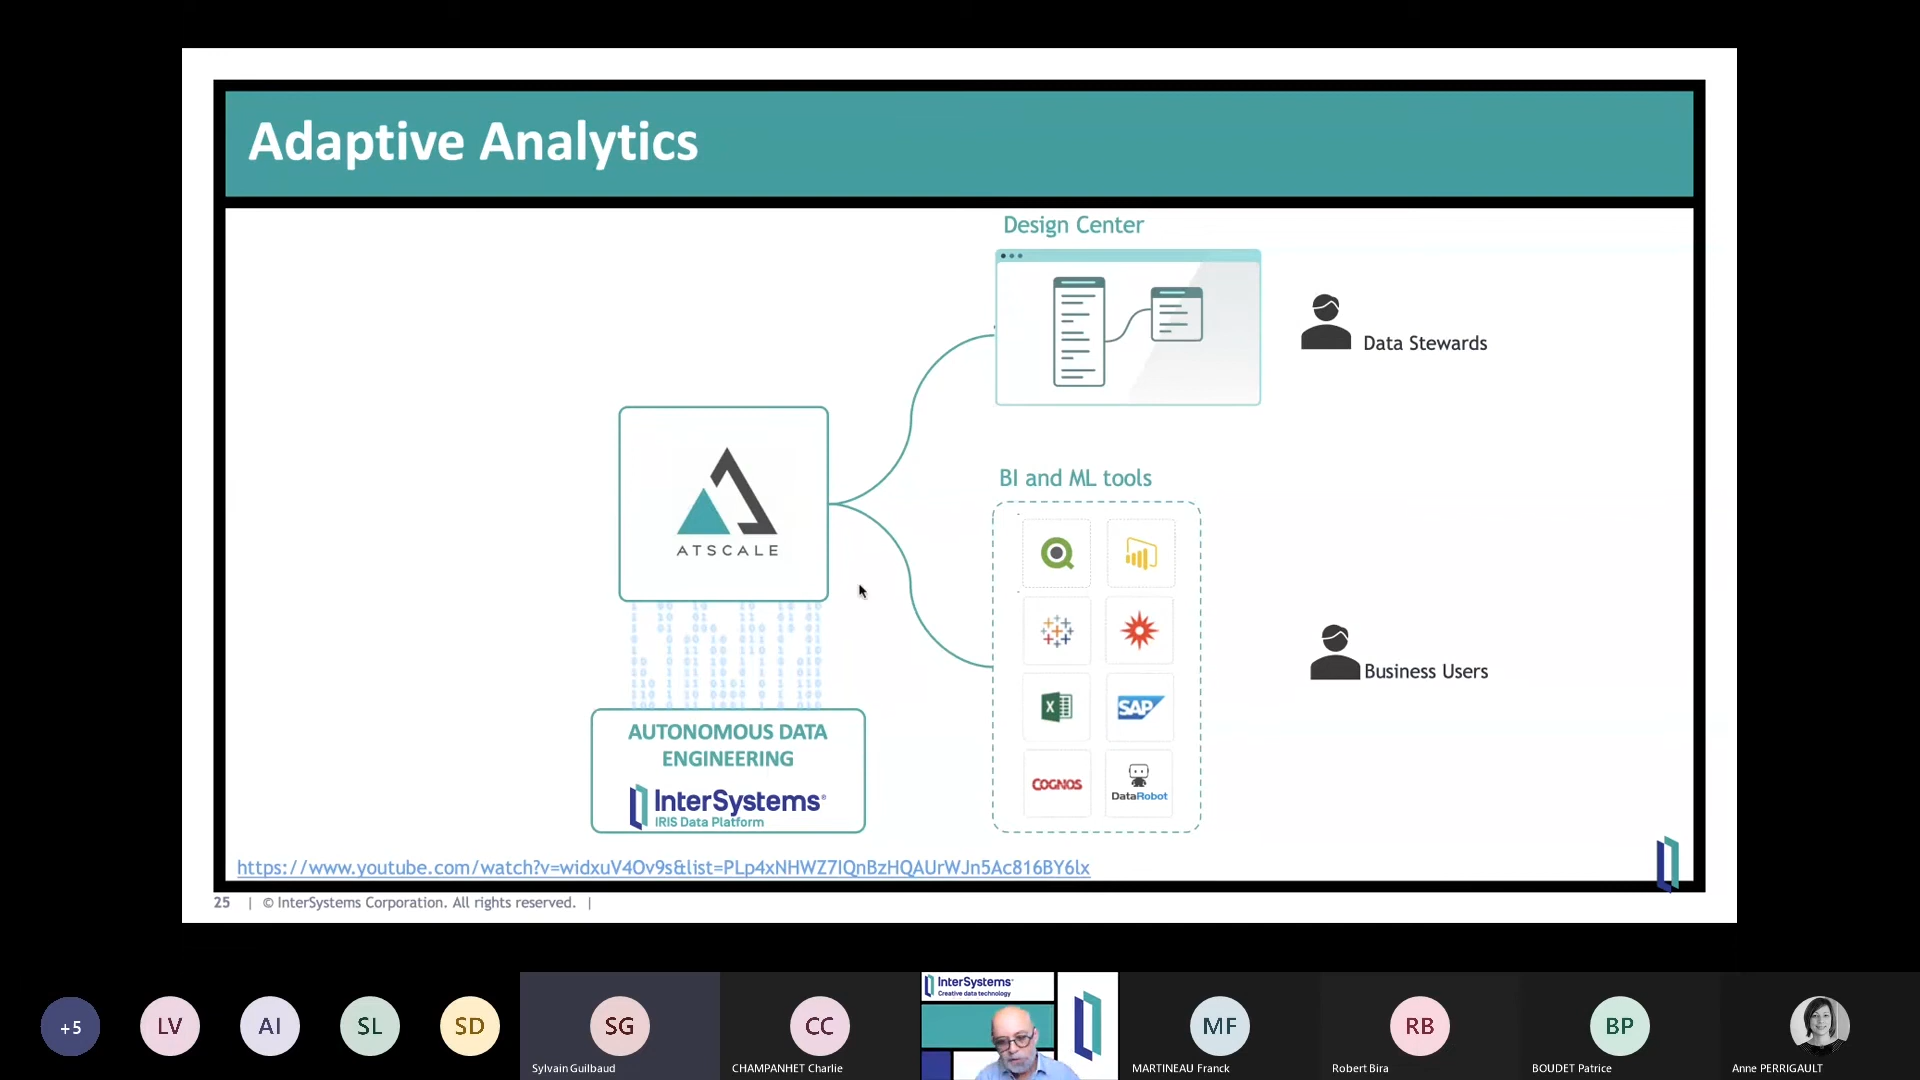 Adaptive Analytics
Design Center
Data Stewards
ATSCALE
BI and ML tools
X
SAP
Business Users
AUTONOMOUS DATA
ENGINEERING
InterSystems®
IRIS Data Platform
COGNOS
DataRobot
https://www.youtube.com/watch?v=widxuV4Ov9s&list=PLp4xNHWZ7IQnBzHQAUrWJn5Ac816BY6lx
25 | © InterSystems Corporation. All rights reserved. |
+5
LV
AI
SL
SD
SG
Sylvain Guilbaud
CC
CHAMPANHET Charlie
InterSystems®
Creative data technology
MF
MARTINEAU Franck
RB
Robert Bira
BP
BOUDET Patrice
Anne PERRIGAULT